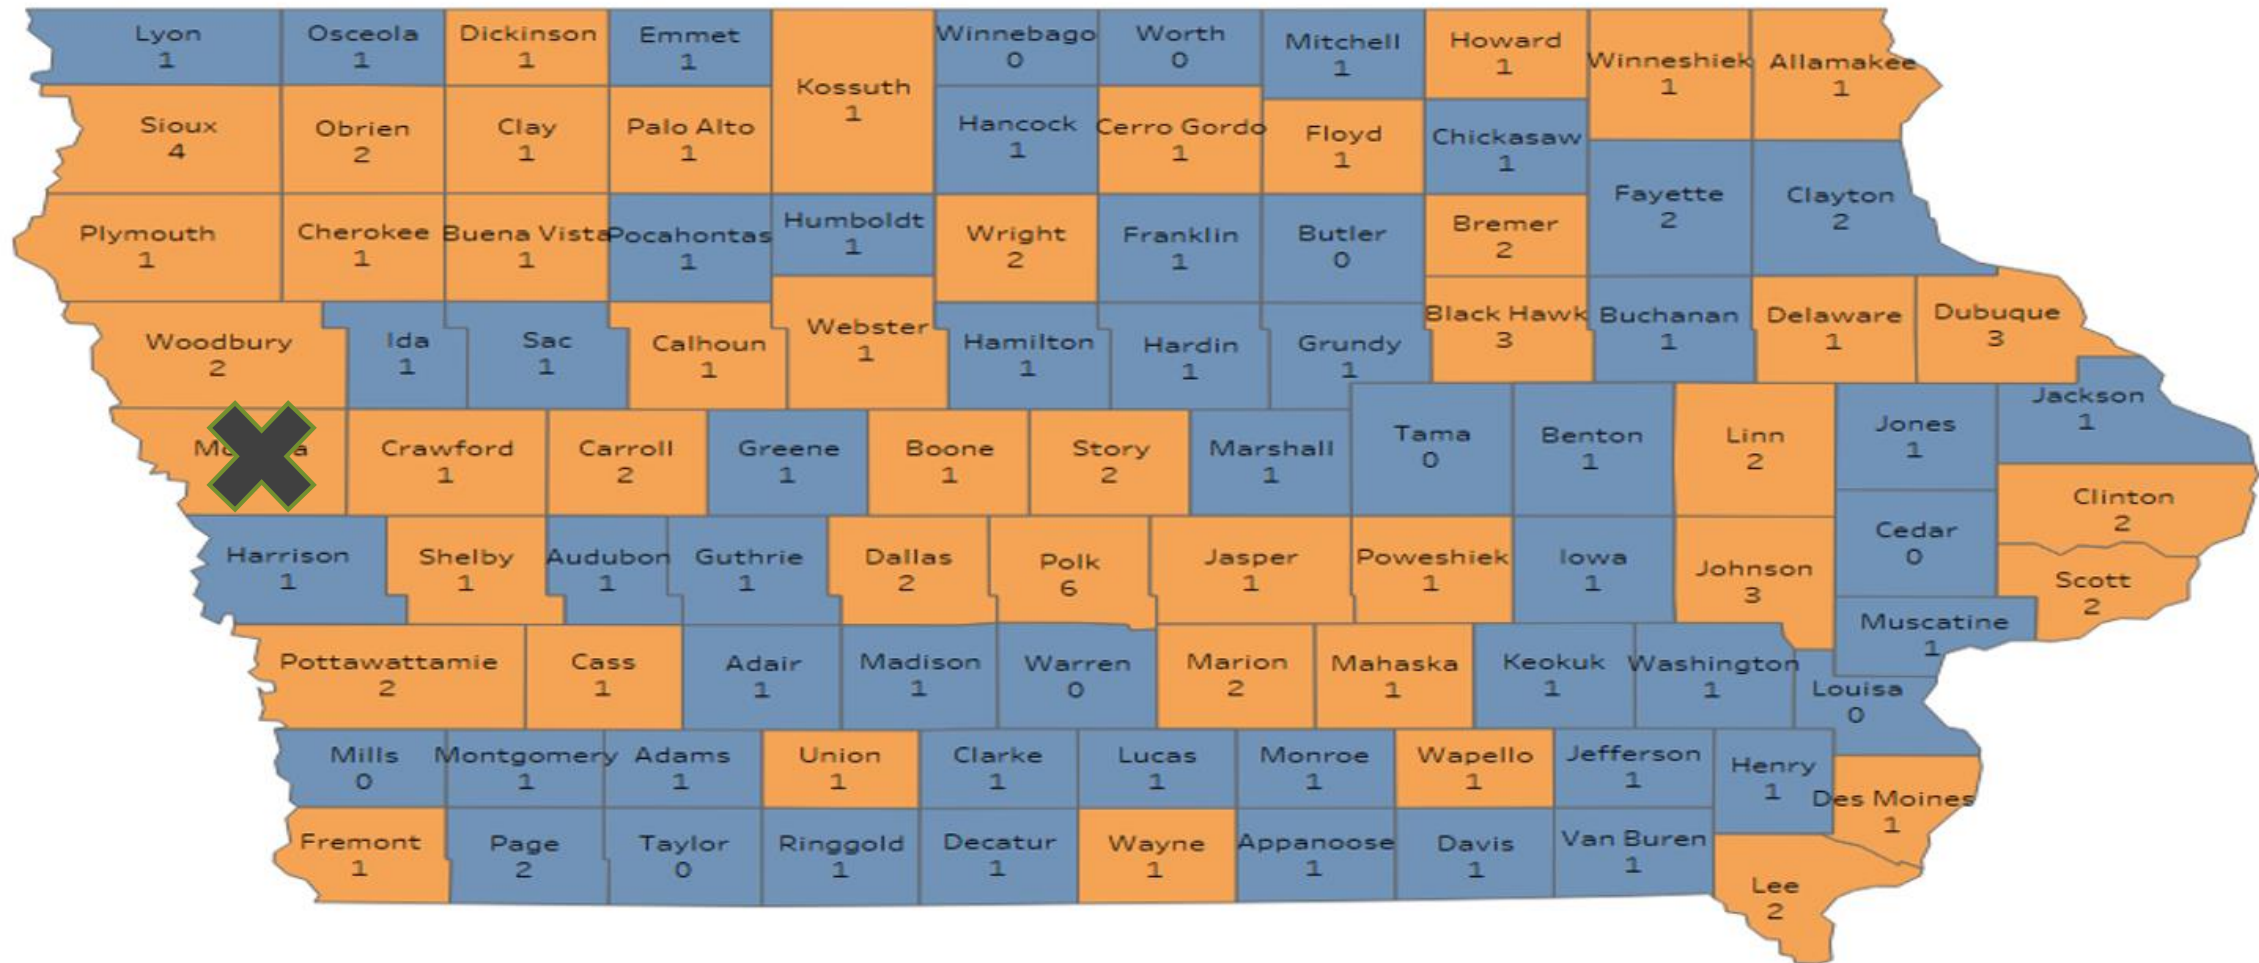 Lyon
1
Osceola
1
Dickinson
1
Emmet
1
Kossuth
1
Winnebago
0
Worth
0
Mitchell
1
Howard
1
Winneshiek
1
Allamakee
1
Sioux
4
Obrien
2
Clay
1
Palo Alto
1
Hancock
1
Cerro Gordo
1
Floyd
1
Chickasaw
1
Fayette
2
Clayton
2
Plymouth
1
Cherokee
1
Buena Vista
1
Pocahontas
1
Humboldt
1
Wright
2
Franklin
1
Butler
0
Bremer
2
Woodbury
2
Ida
1
Sac
1
Calhoun
1
Webster
1
Hamilton
1
Hardin
1
Grundy
1
Black Hawk
3
Buchanan
1
Delaware
1
Dubuque
3
Crawford
1
Carroll
2
Greene
1
Boone
1
Story
2
Marshall
1
Tama
0
Benton
1
Linn
2
Jones
1
Jackson
1
Clinton
2
Harrison
1
Shelby
1
Audubon
1
Guthrie
1
Dallas
2
Polk
6
Jasper
1
Poweshiek
1
Iowa
1
Johnson
3
Cedar
0
Scott
2
Muscatine
1
Pottawattamie
2
Cass
1
Adair
1
Madison
1
Warren
0
Marion
2
Mahaska
1
Keokuk
1
Washington
1
Louisa
0
Mills
0
Montgomery
1
Adams
1
Union
1
Clarke
1
Lucas
1
Monroe
1
Wapello
1
Jefferson
1
Henry
1
Des Moines
1
Fremont
1
Page
2
Taylor
0
Ringgold
1
Decatur
1
Wayne
1
Appanoose
1
Davis
1
Van Buren
1
Lee
2